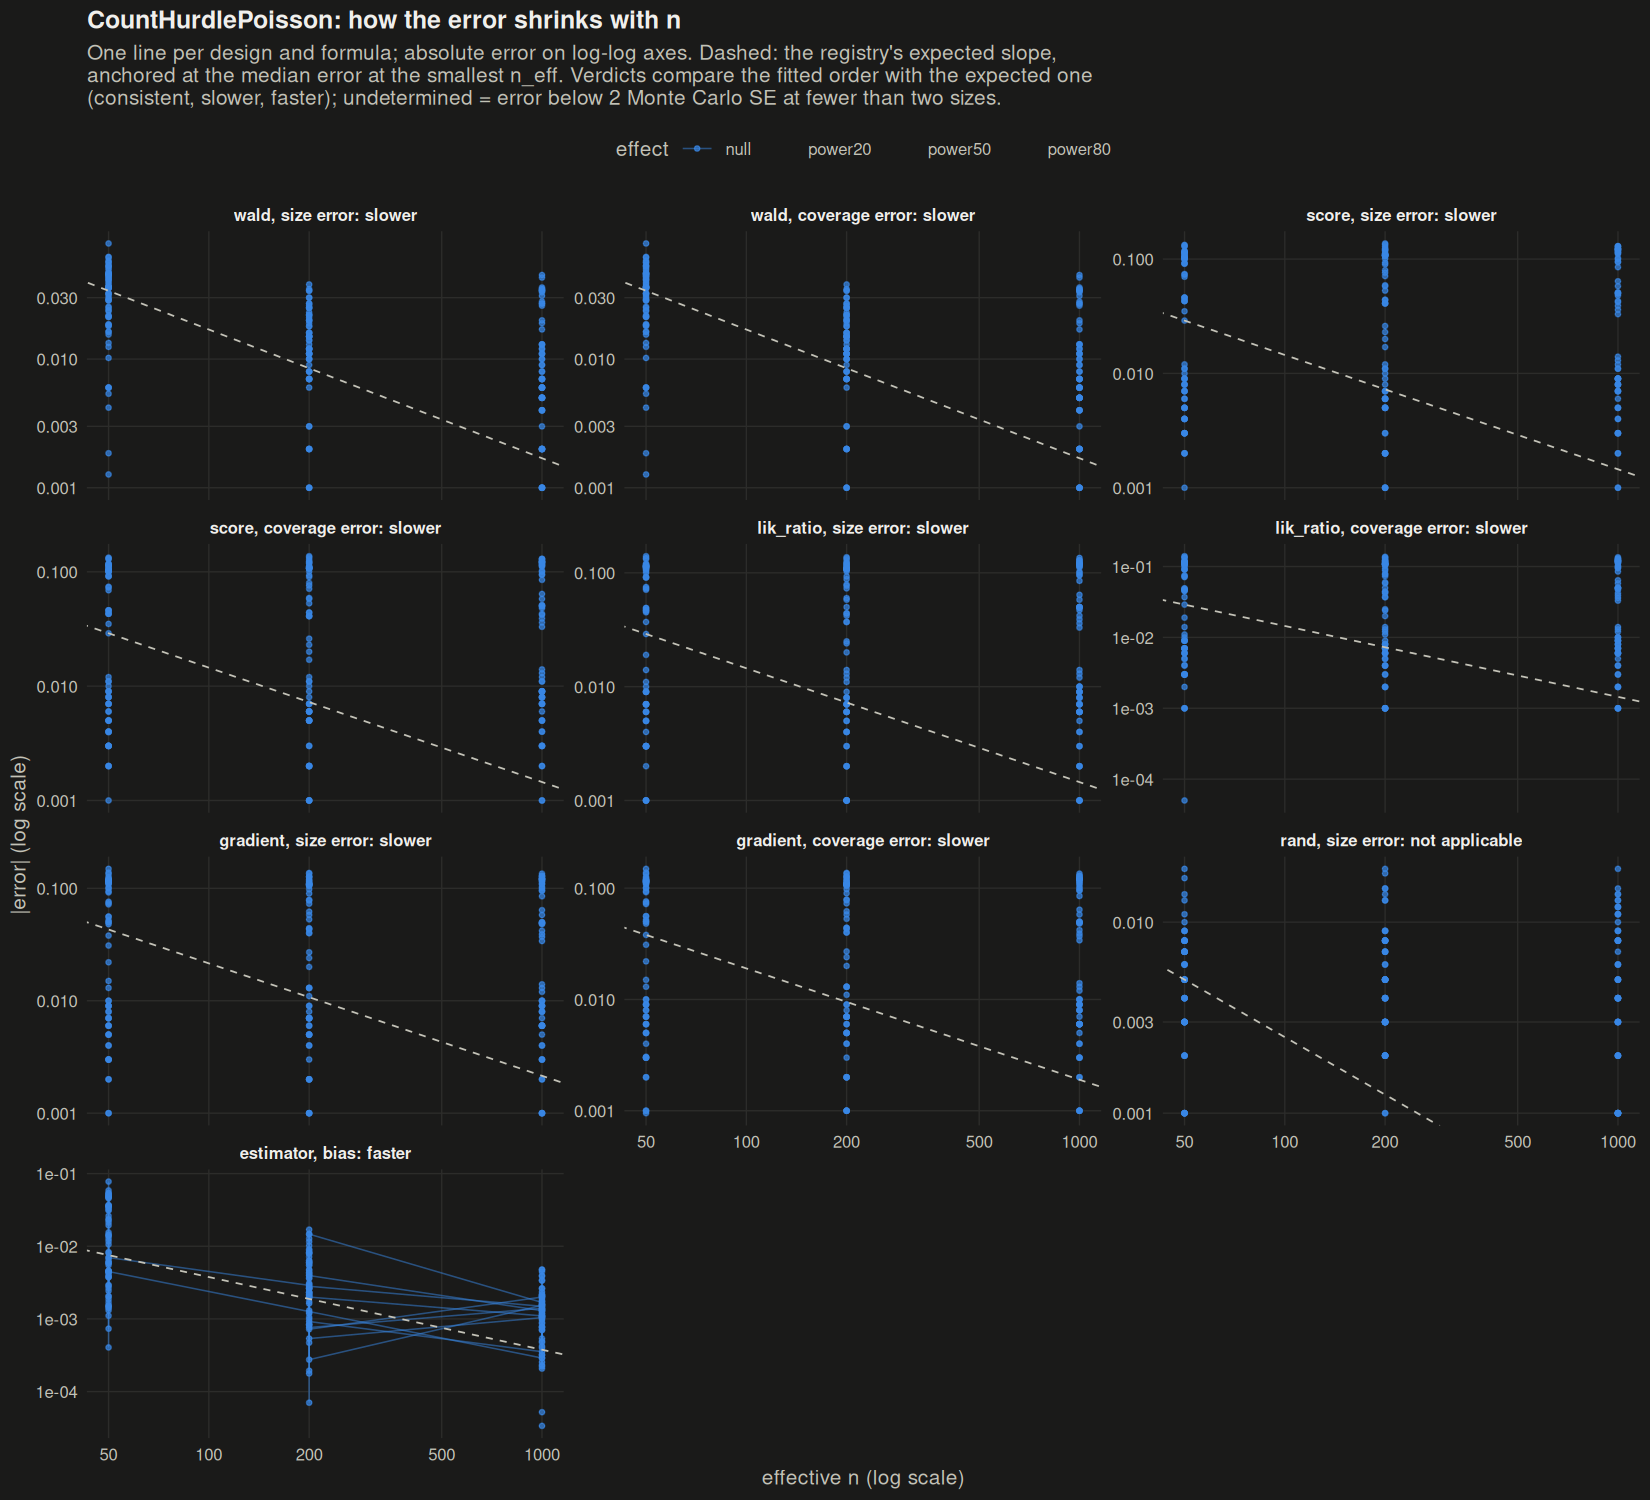 CountHurdlePoisson: how the error shrinks with n
One line per design and formula; absolute error on log-log axes. Dashed: the registry's expected slope,
anchored at the median error at the smallest n_eff. Verdicts compare the fitted order with the expected one
(consistent, slower, faster); undetermined = error below 2 Monte Carlo SE at fewer than two sizes.
effect null power20 power50 power80
wald, size error: slower
0.030
0.010
0.003
0.001
wald, coverage error: slower
0.030
0.010
0.003
0.001
score, size error: slower
0.100
0.010
0.001
score, coverage error: slower
0.100
0.010
0.001
lik_ratio, size error: slower
0.100
0.010
0.001
lik_ratio, coverage error: slower
1e-01
1e-02
1e-03
1e-04
gradient, size error: slower
0.100
0.010
0.001
gradient, coverage error: slower
0.100
0.010
0.001
50 100 200 500 1000
rand, size error: not applicable
0.010
0.003
0.001
50 100 200 500 1000
estimator, bias: faster
1e-01
1e-02
1e-03
1e-04
50 100 200 500 1000
|error| (log scale)
effective n (log scale)